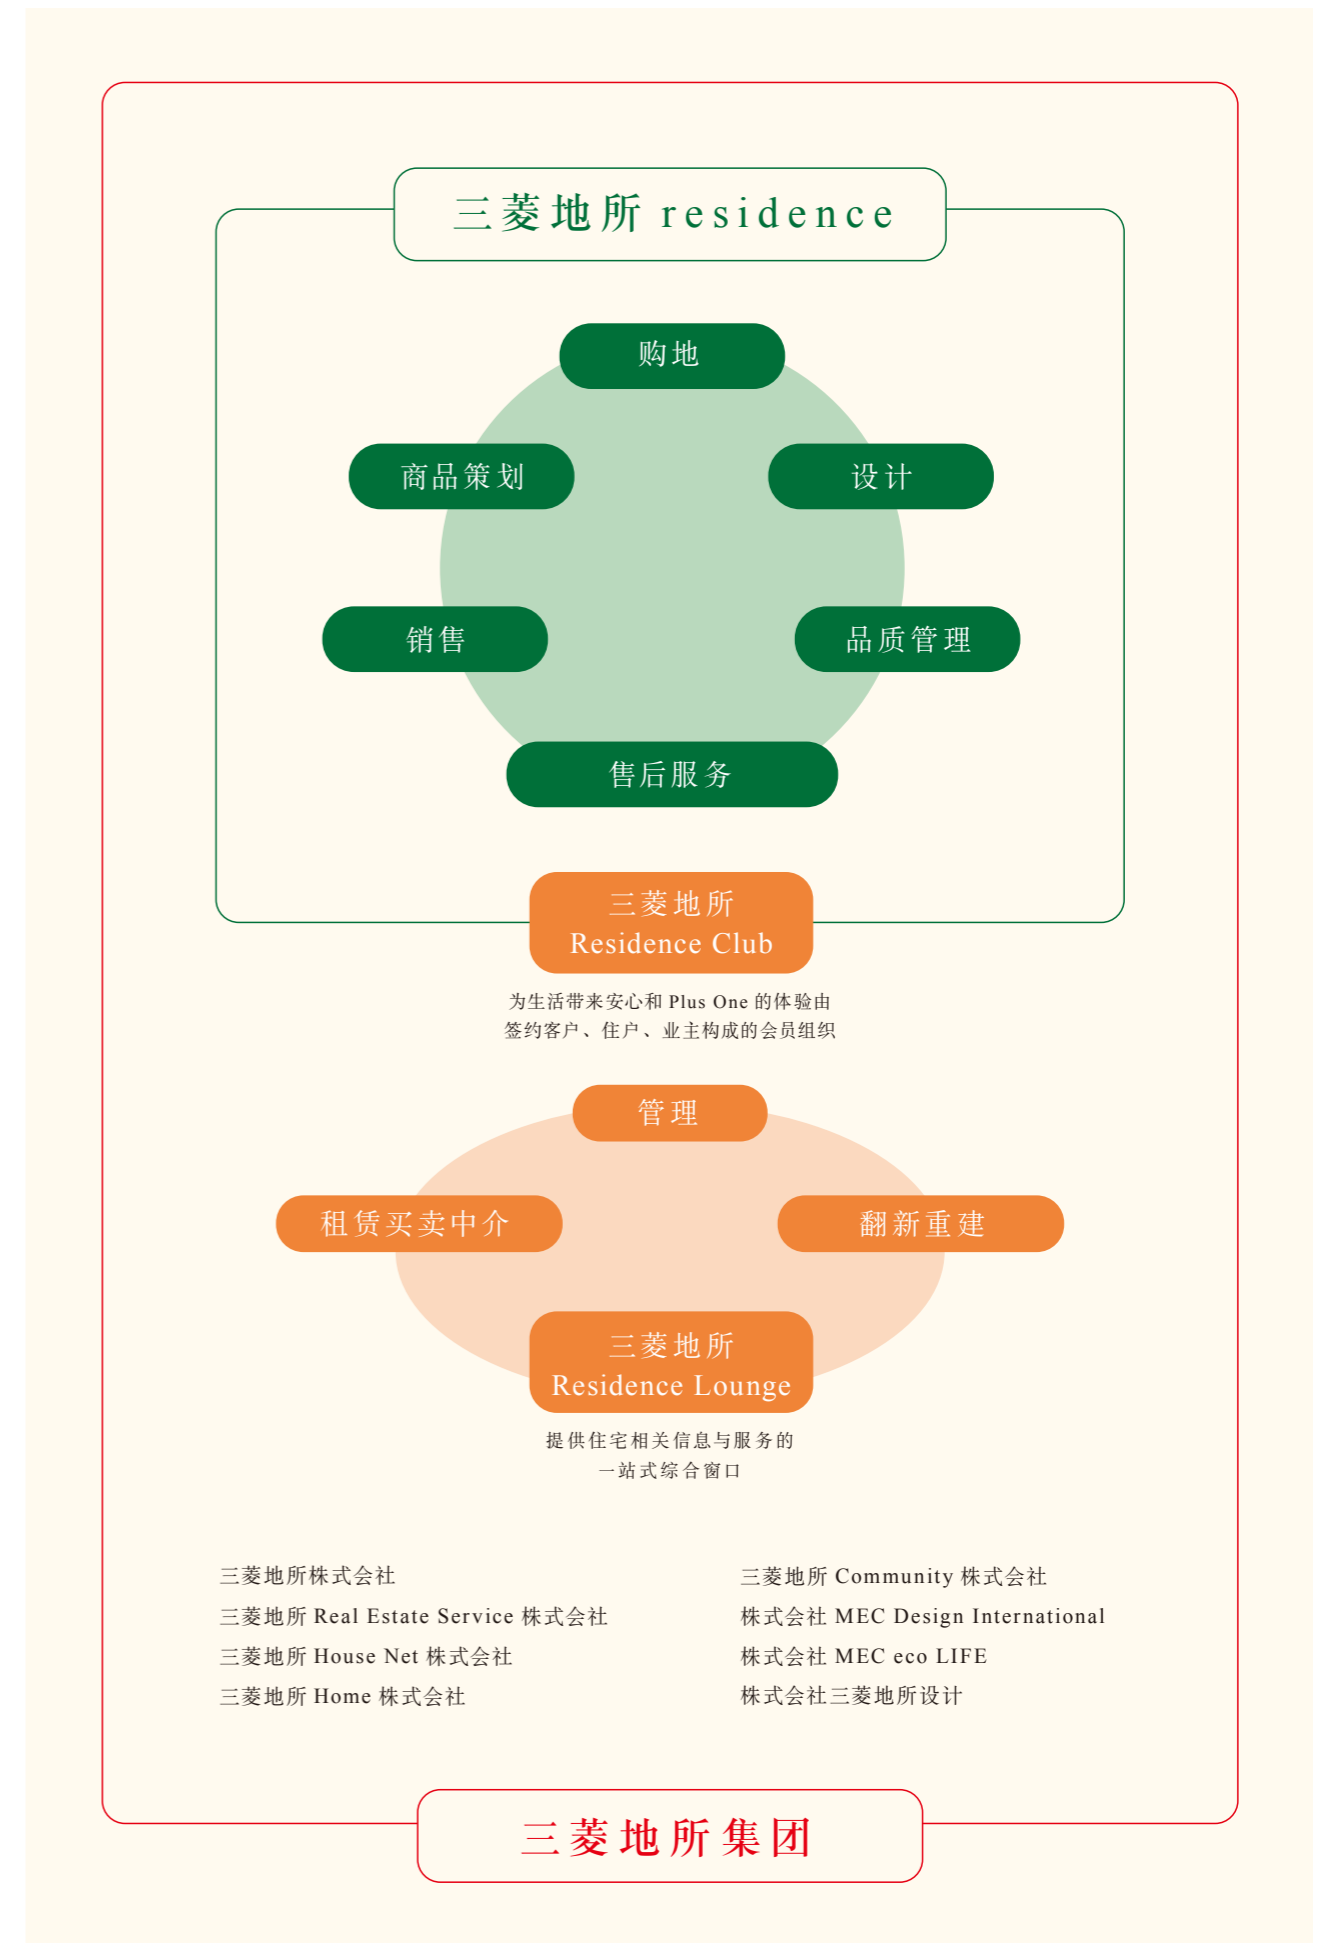 三菱地所 residence
购地
商品策划
设计
销售
品质管理
售后服务
三菱地所
Residence Club
为生活带来安心和 Plus One 的体验由
签约客户、住户、业主构成的会员组织
管理
租赁买卖中介
翻新重建
三菱地所
Residence Lounge
提供住宅相关信息与服务的
一站式综合窗口
三菱地所株式会社
三菱地所 Real Estate Service 株式会社
三菱地所 House Net 株式会社
三菱地所 Home 株式会社
三菱地所 Community 株式会社
株式会社 MEC Design International
株式会社 MEC eco LIFE
株式会社三菱地所设计
三菱地所集团